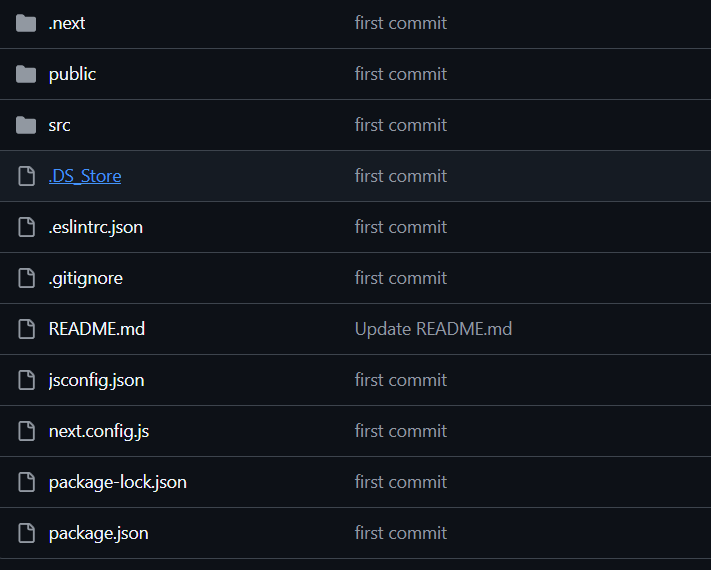 .next first commit
public first commit
src first commit
.DS_Store first commit
.eslintrc.json first commit
.gitignore first commit
README.md Update README.md
jsconfig.json first commit
next.config.js first commit
package-lock.json first commit
package.json first commit